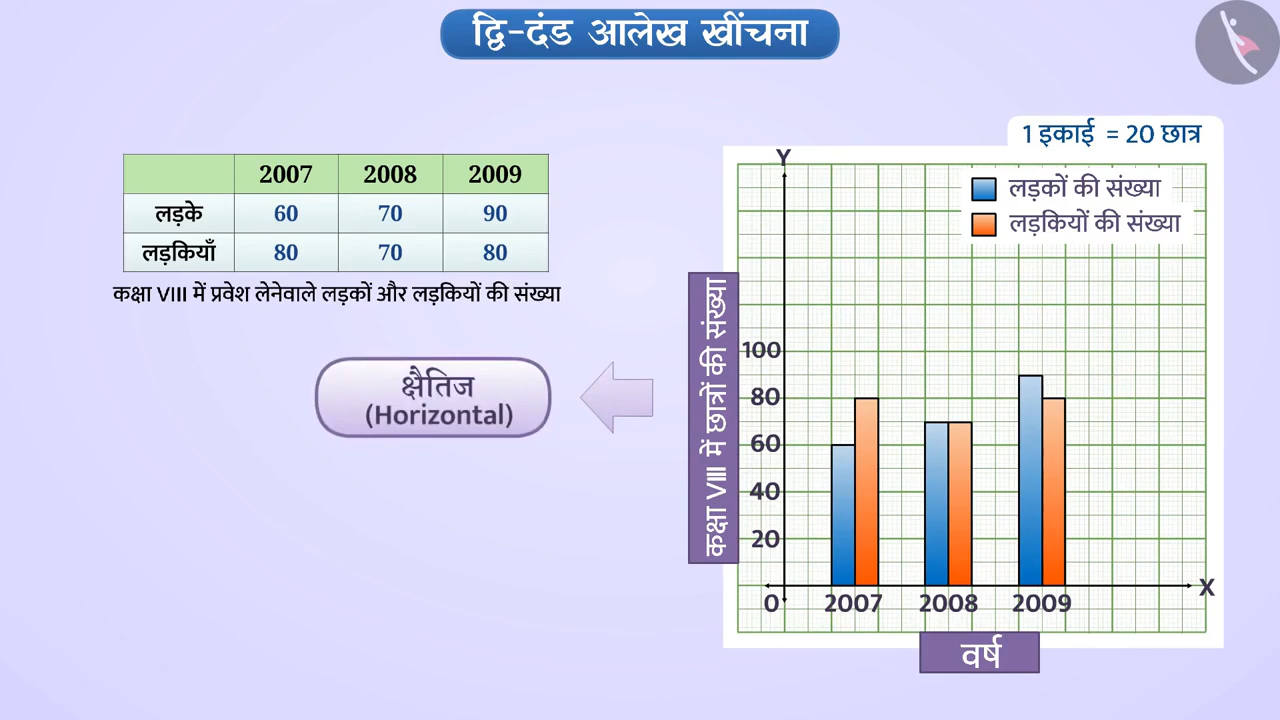 द्वि-दंड आलेख खींचना
2007 2008 2009
लड़के 60 70 90
लड़कियाँ 80 70 80
कक्षा VIII में प्रवेश लेनेवाले लड़कों और लड़कियों की संख्या
क्षैतिज
(Horizontal)
1 इकाई = 20 छात्र
Y
लड़कों की संख्या
लड़कियों की संख्या
कक्षा VIII में छात्रों की संख्या
100
80
60
40
20
0
X
2007 2008 2009
वर्ष